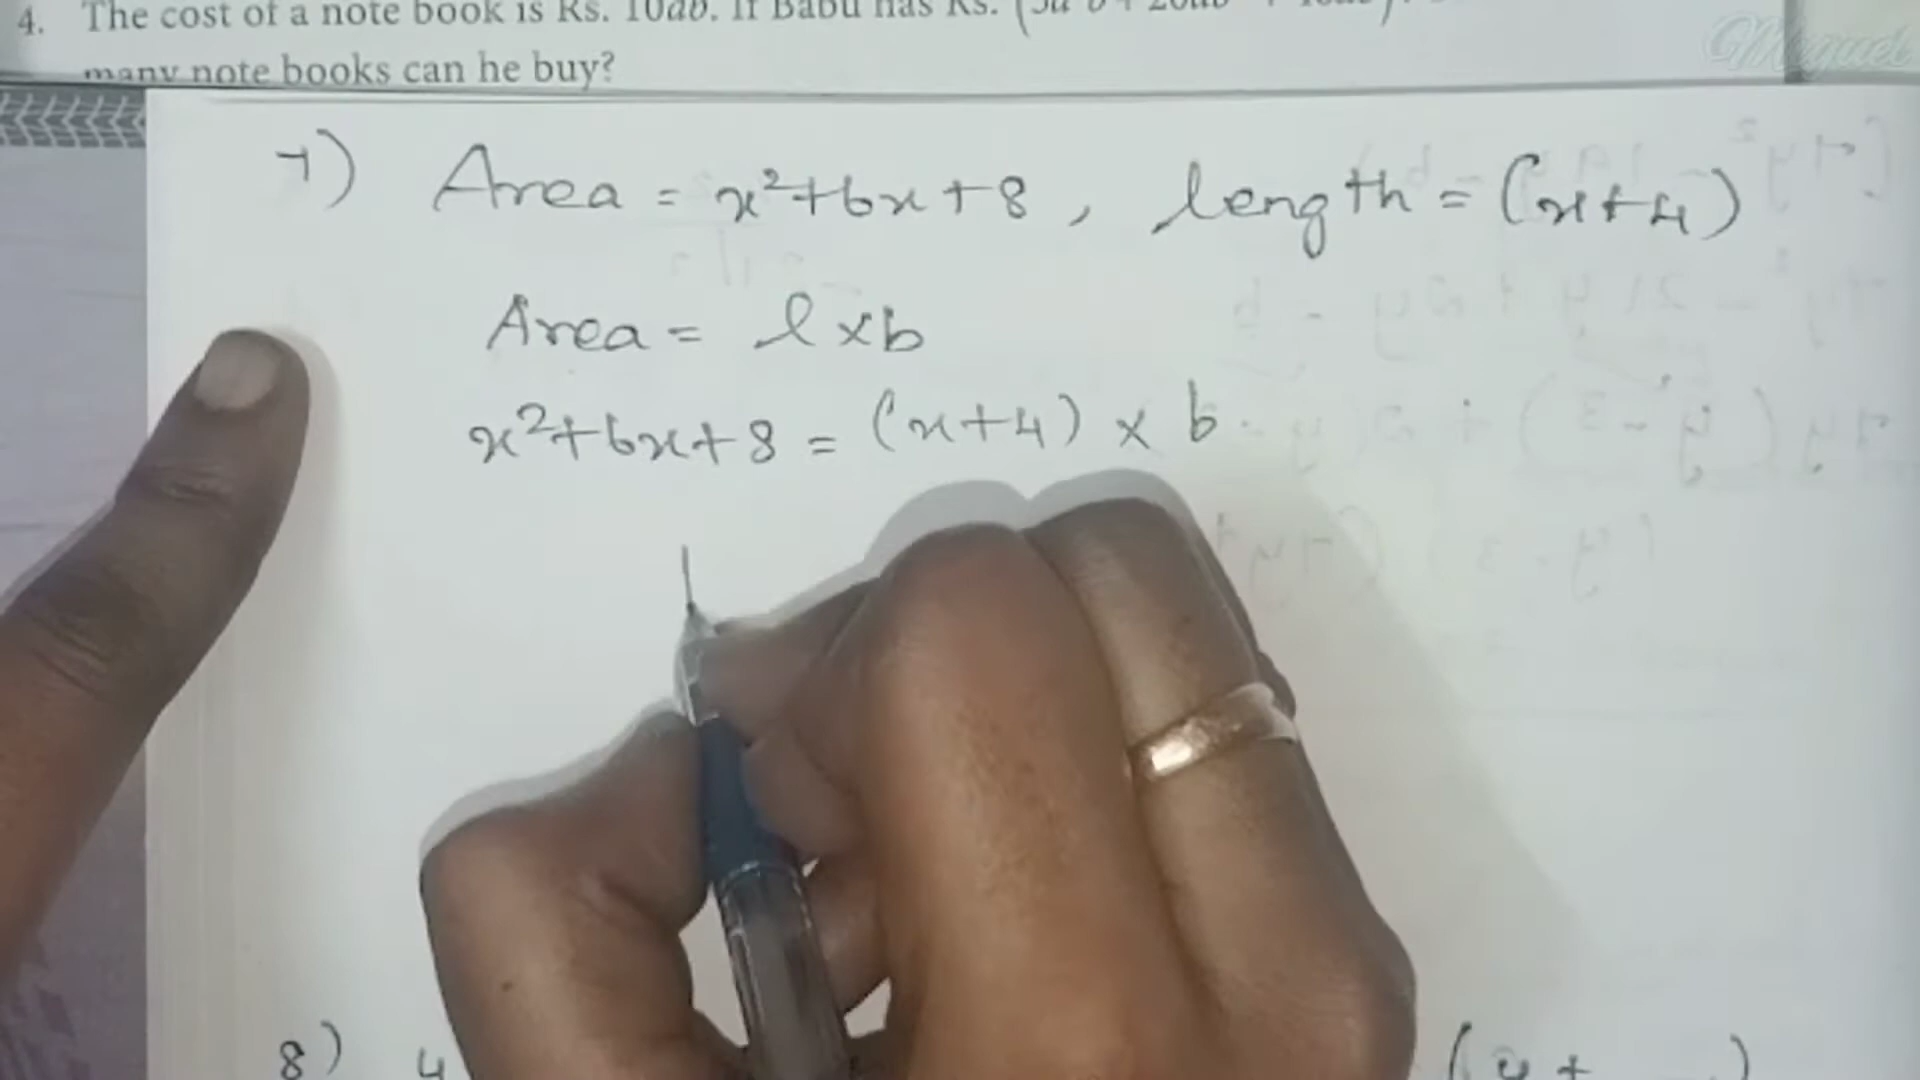 4. The cost of a note book is Rs. 10ab. If Babu has Rs.
many note books can he buy?
7) Area = x²+6x+8, length = (x+4)
Area = l×b
x²+6x+8 = (x+4) × b
8) 4 (y+ )